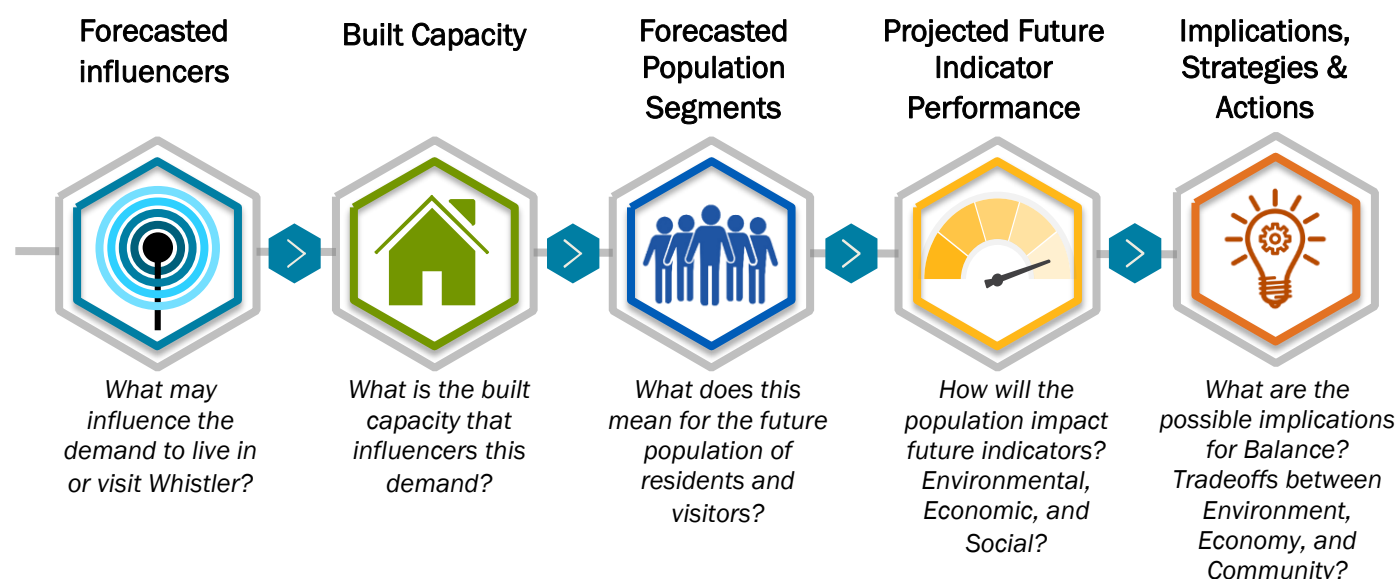 Forecasted
influencers
Built Capacity
Forecasted
Population
Segments
Projected Future
Indicator
Performance
Implications,
Strategies &
Actions
What may
influence the
demand to live in
or visit Whistler?
What is the built
capacity that
influencers this
demand?
What does this
mean for the future
population of
residents and
visitors?
How will the
population impact
future indicators?
Environmental,
Economic, and
Social?
What are the
possible implications
for Balance?
Tradeoffs between
Environment,
Economy, and
Community?